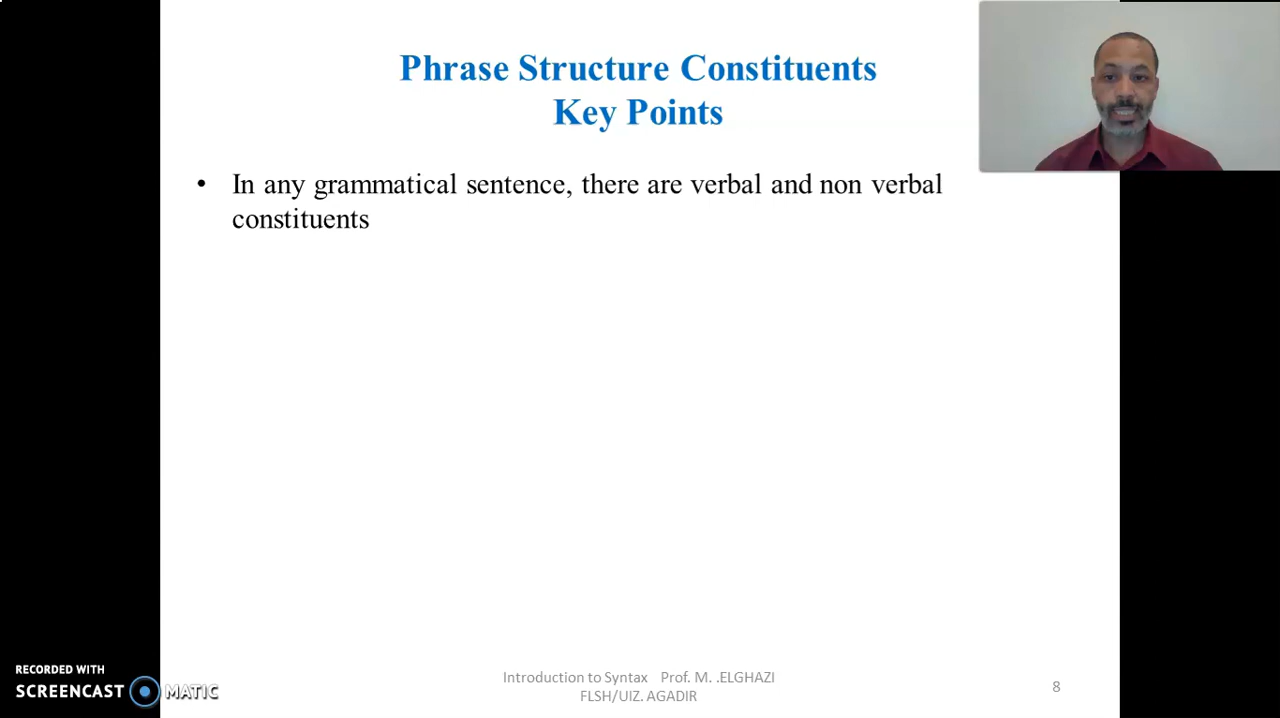 Phrase Structure Constituents
Key Points
• In any grammatical sentence, there are verbal and non verbal
constituents
RECORDED WITH
SCREENCAST MATIC
Introduction to Syntax Prof. M. .ELGHAZI
FLSH/UIZ. AGADIR
8